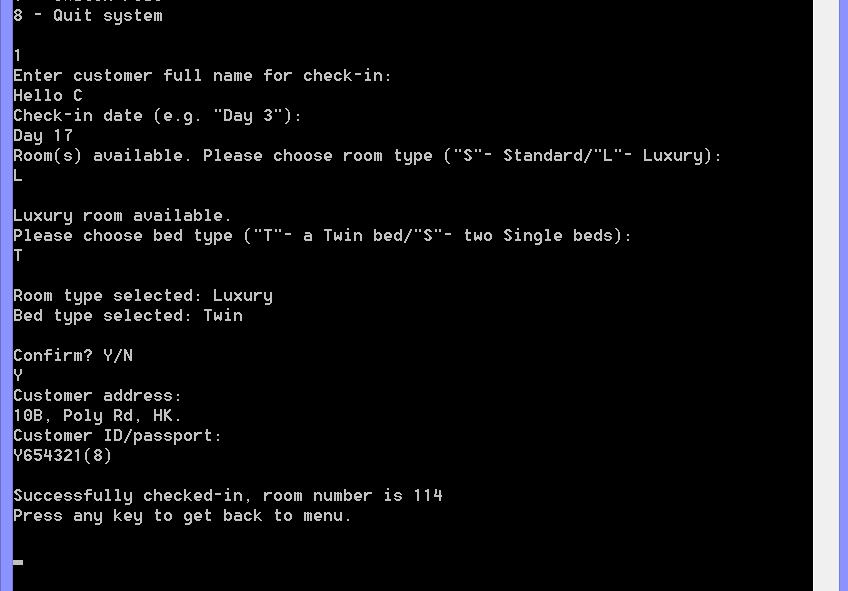 8 - Quit system
1
Enter customer full name for check-in:
Hello C
Check-in date (e.g. "Day 3"):
Day 17
Room(s) available. Please choose room type ("S"- Standard/"L"- Luxury):
L
Luxury room available.
Please choose bed type ("T"- a Twin bed/"S"- two Single beds):
T
Room type selected: Luxury
Bed type selected: Twin
Confirm? Y/N
Y
Customer address:
10B, Poly Rd, HK.
Customer ID/passport:
Y654321(8)
Successfully checked-in, room number is 114
Press any key to get back to menu.